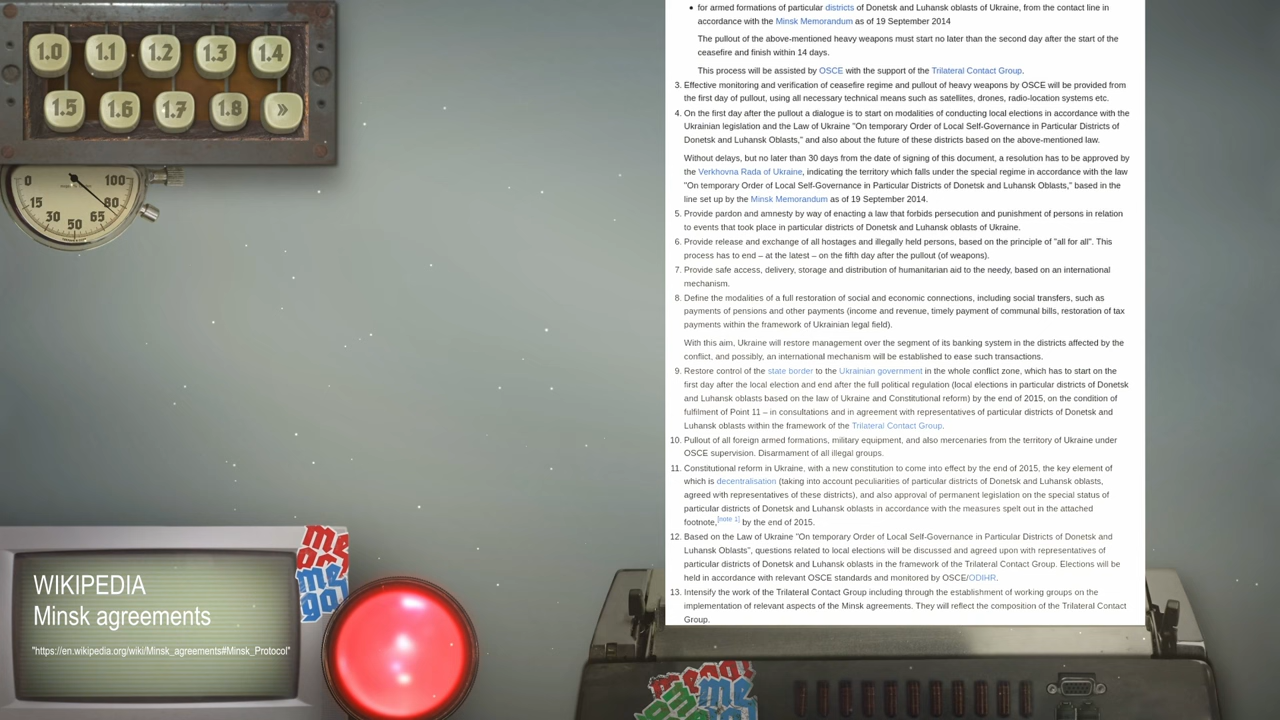 1.0 1.1 1.2 1.3 1.4
1.5 1.6 1.7 1.8 »
0 100
15 80
30 65
50
for armed formations of particular districts of Donetsk and Luhansk oblasts of Ukraine, from the contact line in
accordance with the Minsk Memorandum as of 19 September 2014
The pullout of the above-mentioned heavy weapons must start no later than the second day after the start of the
ceasefire and finish within 14 days.
This process will be assisted by OSCE with the support of the Trilateral Contact Group.
3. Effective monitoring and verification of ceasefire regime and pullout of heavy weapons by OSCE will be provided from
the first day of pullout, using all necessary technical means such as satellites, drones, radio-location systems etc.
4. On the first day after the pullout a dialogue is to start on modalities of conducting local elections in accordance with the
Ukrainian legislation and the Law of Ukraine "On temporary Order of Local Self-Governance in Particular Districts of
Donetsk and Luhansk Oblasts," and also about the future of these districts based on the above-mentioned law.
Without delays, but no later than 30 days from the date of signing of this document, a resolution has to be approved by
the Verkhovna Rada of Ukraine, indicating the territory which falls under the special regime in accordance with the law
"On temporary Order of Local Self-Governance in Particular Districts of Donetsk and Luhansk Oblasts," based in the
line set up by the Minsk Memorandum as of 19 September 2014.
5. Provide pardon and amnesty by way of enacting a law that forbids persecution and punishment of persons in relation
to events that took place in particular districts of Donetsk and Luhansk oblasts of Ukraine.
6. Provide release and exchange of all hostages and illegally held persons, based on the principle of "all for all". This
process has to end – at the latest – on the fifth day after the pullout (of weapons).
7. Provide safe access, delivery, storage and distribution of humanitarian aid to the needy, based on an international
mechanism.
8. Define the modalities of a full restoration of social and economic connections, including social transfers, such as
payments of pensions and other payments (income and revenue, timely payment of communal bills, restoration of tax
payments within the framework of Ukrainian legal field).
With this aim, Ukraine will restore management over the segment of its banking system in the districts affected by the
conflict, and possibly, an international mechanism will be established to ease such transactions.
9. Restore control of the state border to the Ukrainian government in the whole conflict zone, which has to start on the
first day after the local election and end after the full political regulation (local elections in particular districts of Donetsk
and Luhansk oblasts based on the law of Ukraine and Constitutional reform) by the end of 2015, on the condition of
fulfilment of Point 11 – in consultations and in agreement with representatives of particular districts of Donetsk and
Luhansk oblasts within the framework of the Trilateral Contact Group.
10. Pullout of all foreign armed formations, military equipment, and also mercenaries from the territory of Ukraine under
OSCE supervision. Disarmament of all illegal groups.
11. Constitutional reform in Ukraine, with a new constitution to come into effect by the end of 2015, the key element of
which is decentralisation (taking into account peculiarities of particular districts of Donetsk and Luhansk oblasts,
agreed with representatives of these districts), and also approval of permanent legislation on the special status of
particular districts of Donetsk and Luhansk oblasts in accordance with the measures spelt out in the attached
footnote,[note 1] by the end of 2015.
12. Based on the Law of Ukraine "On temporary Order of Local Self-Governance in Particular Districts of Donetsk and
Luhansk Oblasts", questions related to local elections will be discussed and agreed upon with representatives of
particular districts of Donetsk and Luhansk oblasts in the framework of the Trilateral Contact Group. Elections will be
held in accordance with relevant OSCE standards and monitored by OSCE/ODIHR.
13. Intensify the work of the Trilateral Contact Group including through the establishment of working groups on the
implementation of relevant aspects of the Minsk agreements. They will reflect the composition of the Trilateral Contact
Group.
WIKIPEDIA
Minsk agreements
"https://en.wikipedia.org/wiki/Minsk_agreements#Minsk_Protocol"